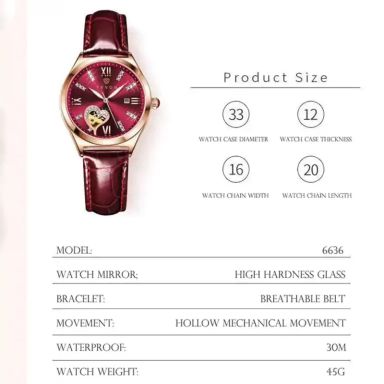 Product Size
33
12
WATCH CASE DIAMETER
WATCH CASE THICKNESS
16
20
WATCH CHAIN WIDTH
WATCH CHAIN LENGTH
MODEL: 6636
WATCH MIRROR; HIGH HARDNESS GLASS
BRACELET: BREATHABLE BELT
MOVEMENT: HOLLOW MECHANICAL MOVEMENT
WATERPROOF: 30M
WATCH WEIGHT: 45G